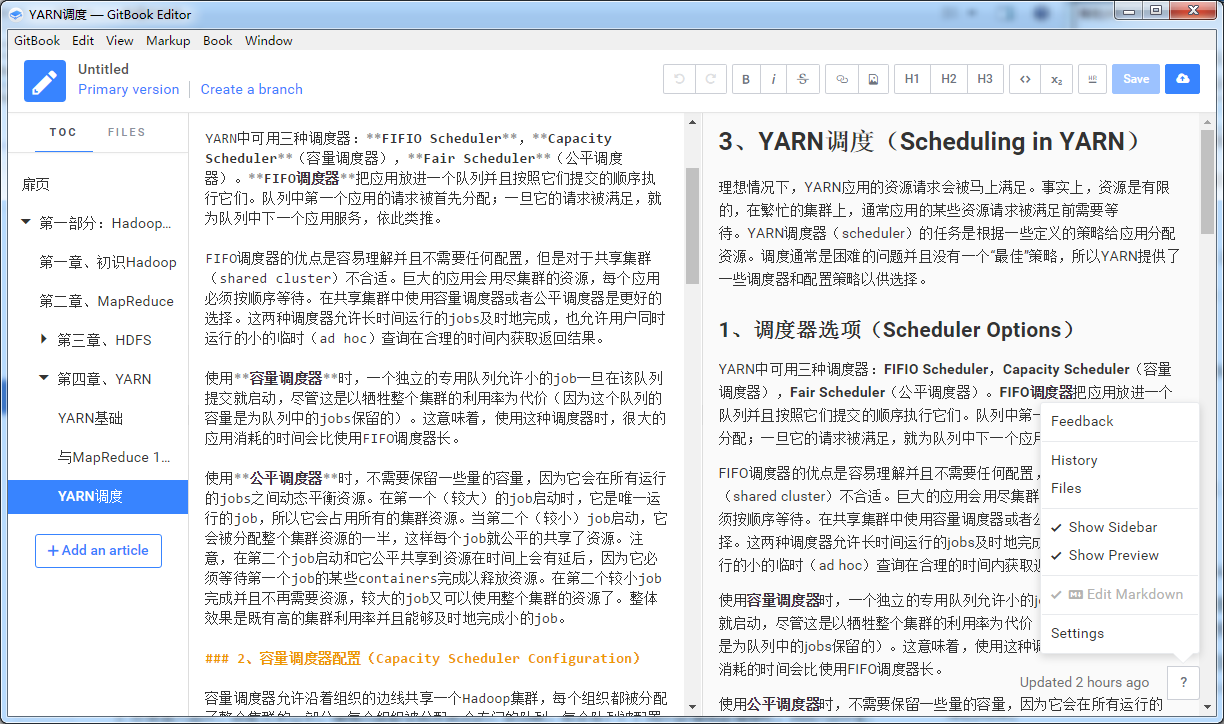 YARN调度 — GitBook Editor
GitBook Edit View Markup Book Window
Untitled
Primary version Create a branch
B i S H1 H2 H3 <> x₂ Save
TOC FILES
扉页
第一部分：Hadoop...
第一章、初识Hadoop
第二章、MapReduce
第三章、HDFS
第四章、YARN
YARN基础
与MapReduce 1...
YARN调度
+ Add an article
YARN中可用三种调度器：**FIFIO Scheduler**，**Capacity
Scheduler**（容量调度器），**Fair Scheduler**（公平调度
器）。**FIFO调度器**把应用放进一个队列并且按照它们提交的顺序执
行它们。队列中第一个应用的请求被首先分配；一旦它的请求被满足，就
为队列中下一个应用服务，依此类推。
FIFO调度器的优点是容易理解并且不需要任何配置，但是对于共享集群
（shared cluster）不合适。巨大的应用会用尽集群的资源，每个应用
必须按顺序等待。在共享集群中使用容量调度器或者公平调度器是更好的
选择。这两种调度器允许长时间运行的jobs及时地完成，也允许用户同时
运行的小的临时（ad hoc）查询在合理的时间内获取返回结果。
使用**容量调度器**时，一个独立的专用队列允许小的job一旦在该队列
提交就启动，尽管这是以牺牲整个集群的利用率为代价（因为这个队列的
容量是为队列中的jobs保留的）。这意味着，使用这种调度器时，很大的
应用消耗的时间会比使用FIFO调度器长。
使用**公平调度器**时，不需要保留一些量的容量，因为它会在所有运行
的jobs之间动态平衡资源。在第一个（较大）的job启动时，它是唯一运
行的job，所以它会占用所有的集群资源。当第二个（较小）job启动，它
会被分配整个集群资源的一半，这样每个job就公平的共享了资源。注
意，在第二个job启动和它公平共享到资源在时间上会有延后，因为它必
须等待第一个job的某些containers完成以释放资源。在第二个较小job
完成并且不再需要资源，较大的job又可以使用整个集群的资源了。整体
效果是既有高的集群利用率并且能够及时地完成小的job。
### 2、容量调度器配置（Capacity Scheduler Configuration）
容量调度器允许沿着组织的边线共享一个Hadoop集群，每个组织都被分配
了整个集群的一部分。每个组织被分配一个专门的队列，每个队列被配置
3、YARN调度（Scheduling in YARN）
理想情况下，YARN应用的资源请求会被马上满足。事实上，资源是有限
的，在繁忙的集群上，通常应用的某些资源请求被满足前需要等
待。YARN调度器（scheduler）的任务是根据一些定义的策略给应用分配
资源。调度通常是困难的问题并且没有一个“最佳”策略，所以YARN提供了
一些调度器和配置策略以供选择。
1、调度器选项（Scheduler Options）
YARN中可用三种调度器：FIFIO Scheduler，Capacity Scheduler（容量
调度器），Fair Scheduler（公平调度器）。FIFO调度器把应用放进一个
队列并且按照它们提交的顺序执行它们。队列中第一
分配；一旦它的请求被满足，就为队列中下一个应
FIFO调度器的优点是容易理解并且不需要任何配置，
（shared cluster）不合适。巨大的应用会用尽集群
须按顺序等待。在共享集群中使用容量调度器或者公
择。这两种调度器允许长时间运行的jobs及时地完成
行的小的临时（ad hoc）查询在合理的时间内获取返
使用容量调度器时，一个独立的专用队列允许小的jo
就启动，尽管这是以牺牲整个集群的利用率为代价
是为队列中的jobs保留的）。这意味着，使用这种调
消耗的时间会比使用FIFO调度器长。
使用公平调度器时，不需要保留一些量的容量，因为它会在所有运行的
Feedback
History
Files
Show Sidebar
Show Preview
Edit Markdown
Settings
Updated 2 hours ago ?